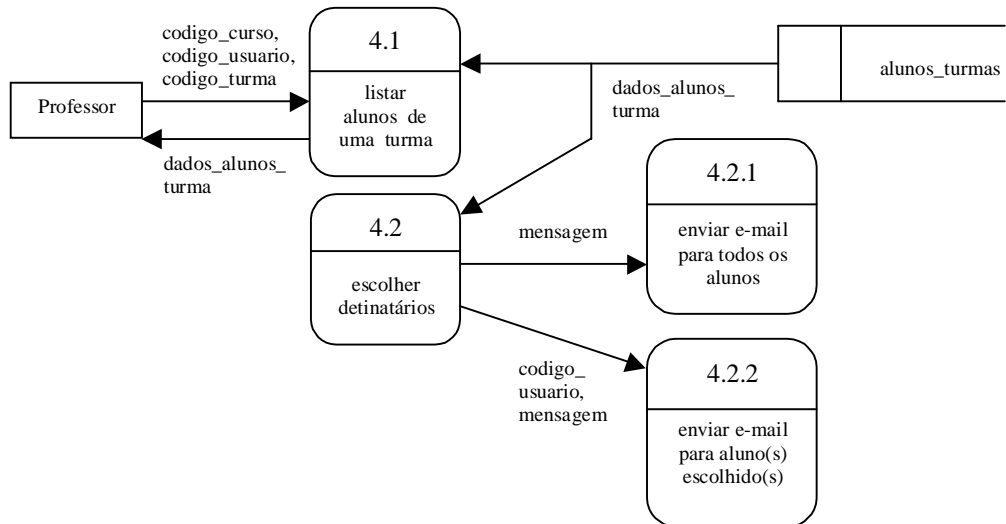 codigo_curso,
codigo_usuario,
codigo_turma
Professor
dados_alunos_
turma
4.1
listar
alunos de
uma turma
alunos_turmas
dados_alunos_
turma
4.2
escolher
detinatários
mensagem
4.2.1
enviar e-mail
para todos os
alunos
codigo_
usuario,
mensagem
4.2.2
enviar e-mail
para aluno(s)
escolhido(s)